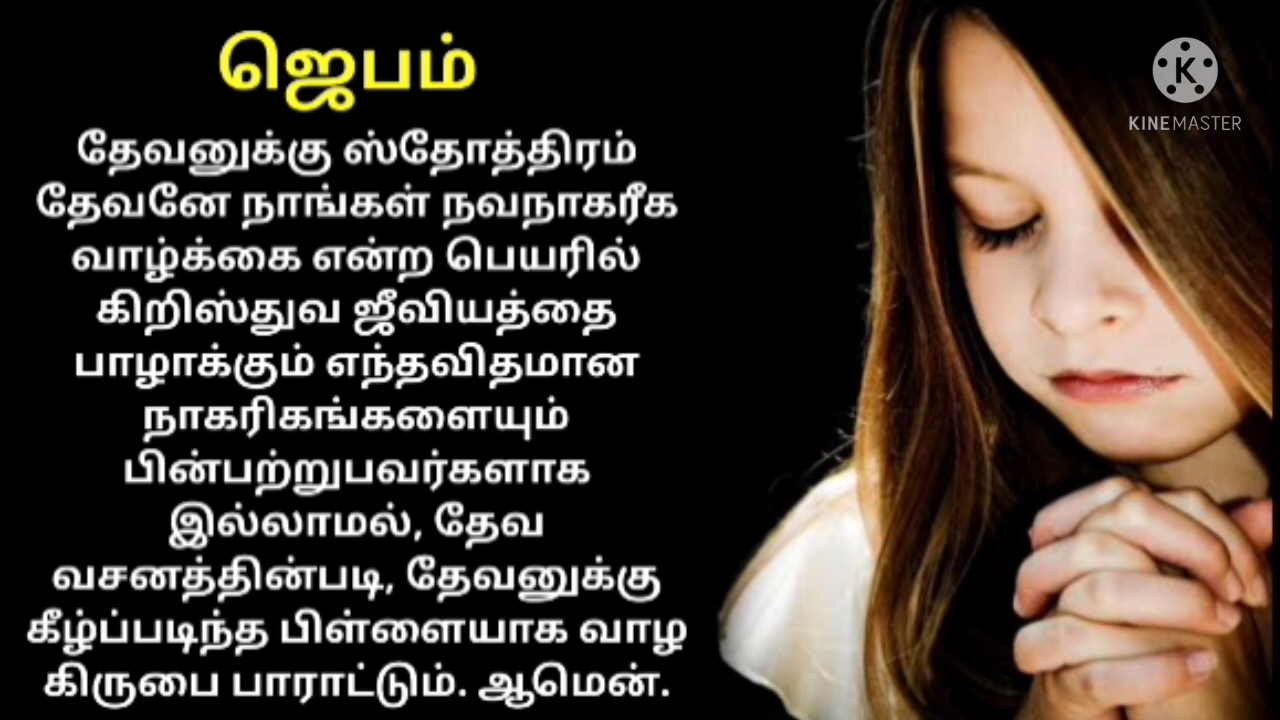 ஜெபம்
தேவனுக்கு ஸ்தோத்திரம்
தேவனே நாங்கள் நவநாகரீக
வாழ்க்கை என்ற பெயரில்
கிறிஸ்துவ ஜீவியத்தை
பாழாக்கும் எந்தவிதமான
நாகரிகங்களையும்
பின்பற்றுபவர்களாக
இல்லாமல், தேவ
வசனத்தின்படி, தேவனுக்கு
கீழ்ப்படிந்த பிள்ளையாக வாழ
கிருபை பாராட்டும். ஆமென்.
K
KINEMASTER